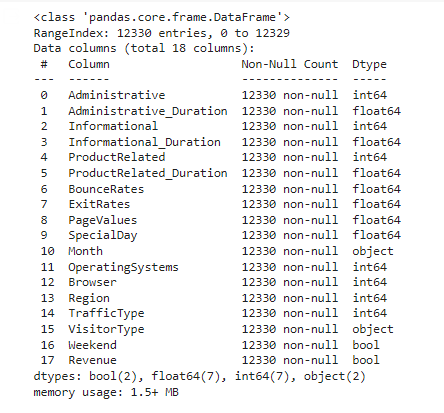 <class 'pandas.core.frame.DataFrame'>
RangeIndex: 12330 entries, 0 to 12329
Data columns (total 18 columns):
 #   Column                   Non-Null Count  Dtype
---  ------                   --------------  -----
 0   Administrative           12330 non-null  int64
 1   Administrative_Duration  12330 non-null  float64
 2   Informational            12330 non-null  int64
 3   Informational_Duration   12330 non-null  float64
 4   ProductRelated           12330 non-null  int64
 5   ProductRelated_Duration  12330 non-null  float64
 6   BounceRates              12330 non-null  float64
 7   ExitRates                12330 non-null  float64
 8   PageValues               12330 non-null  float64
 9   SpecialDay               12330 non-null  float64
 10  Month                    12330 non-null  object
 11  OperatingSystems         12330 non-null  int64
 12  Browser                  12330 non-null  int64
 13  Region                   12330 non-null  int64
 14  TrafficType              12330 non-null  int64
 15  VisitorType              12330 non-null  object
 16  Weekend                  12330 non-null  bool
 17  Revenue                  12330 non-null  bool
dtypes: bool(2), float64(7), int64(7), object(2)
memory usage: 1.5+ MB